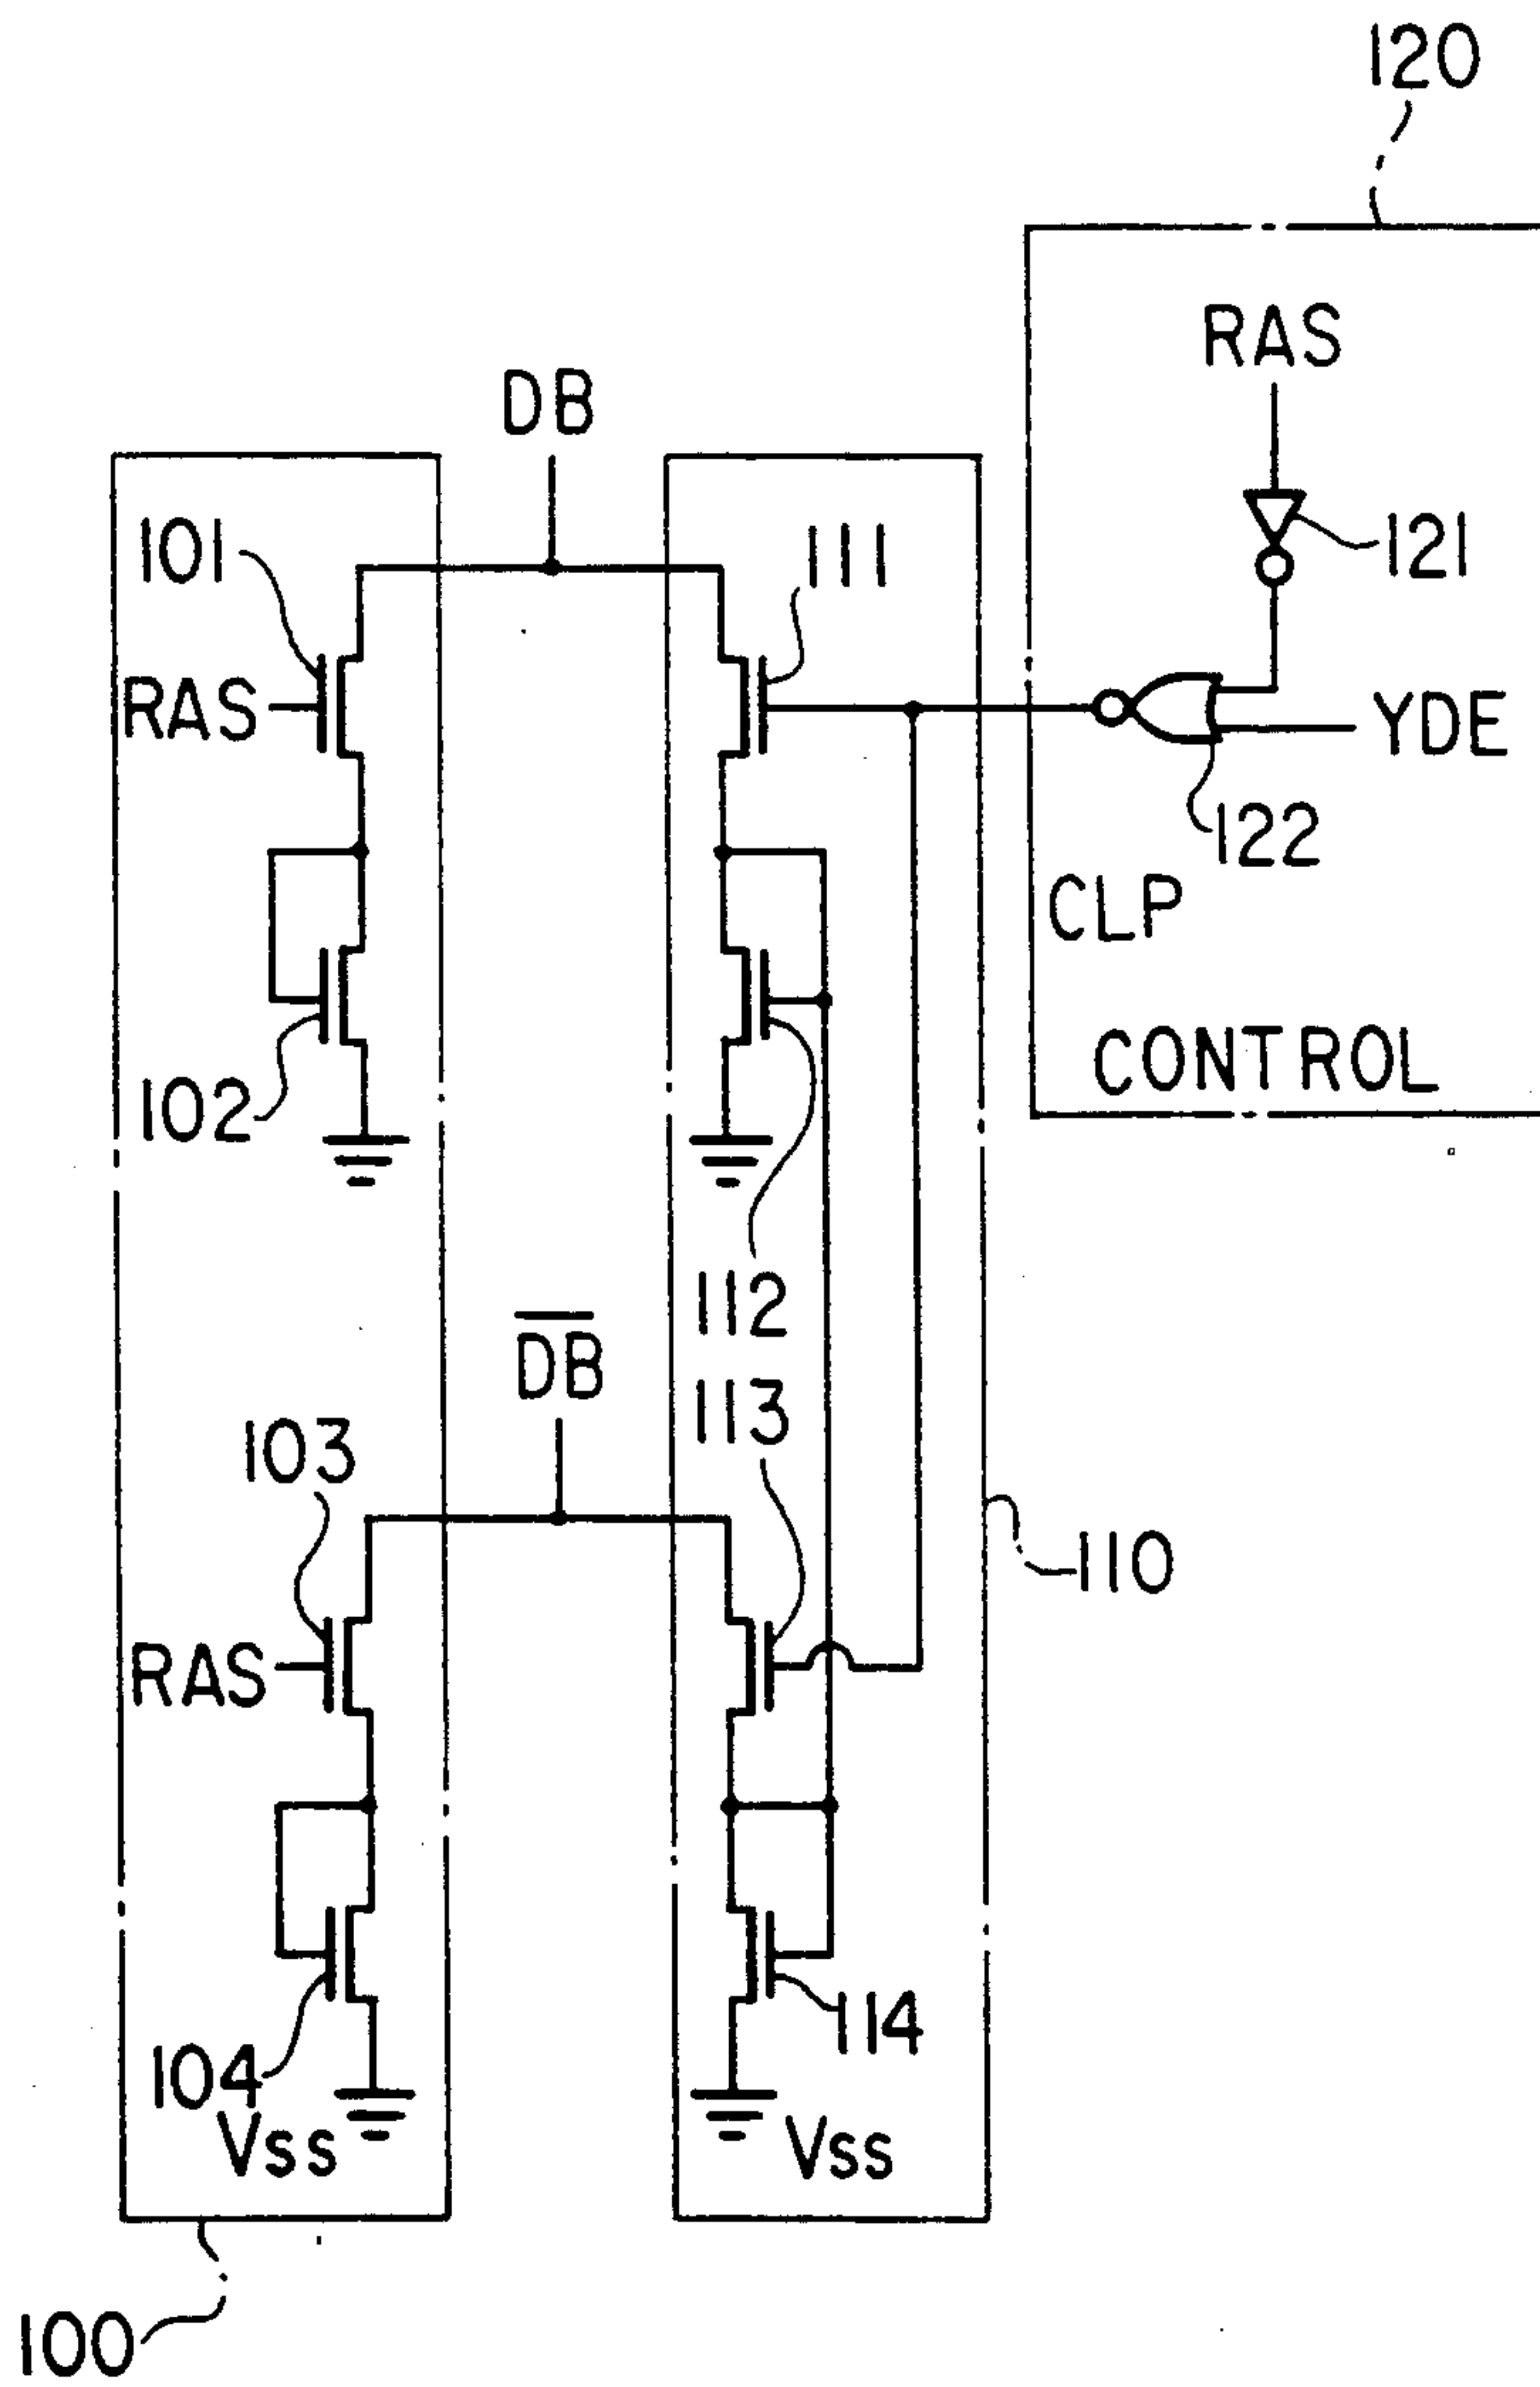 120
RAS
DB
101
111
121
RAS
YDE
122
CLP
CONTROL
102
112
D̅B̅
113
103
110
RAS
114
104
Vss
Vss
100